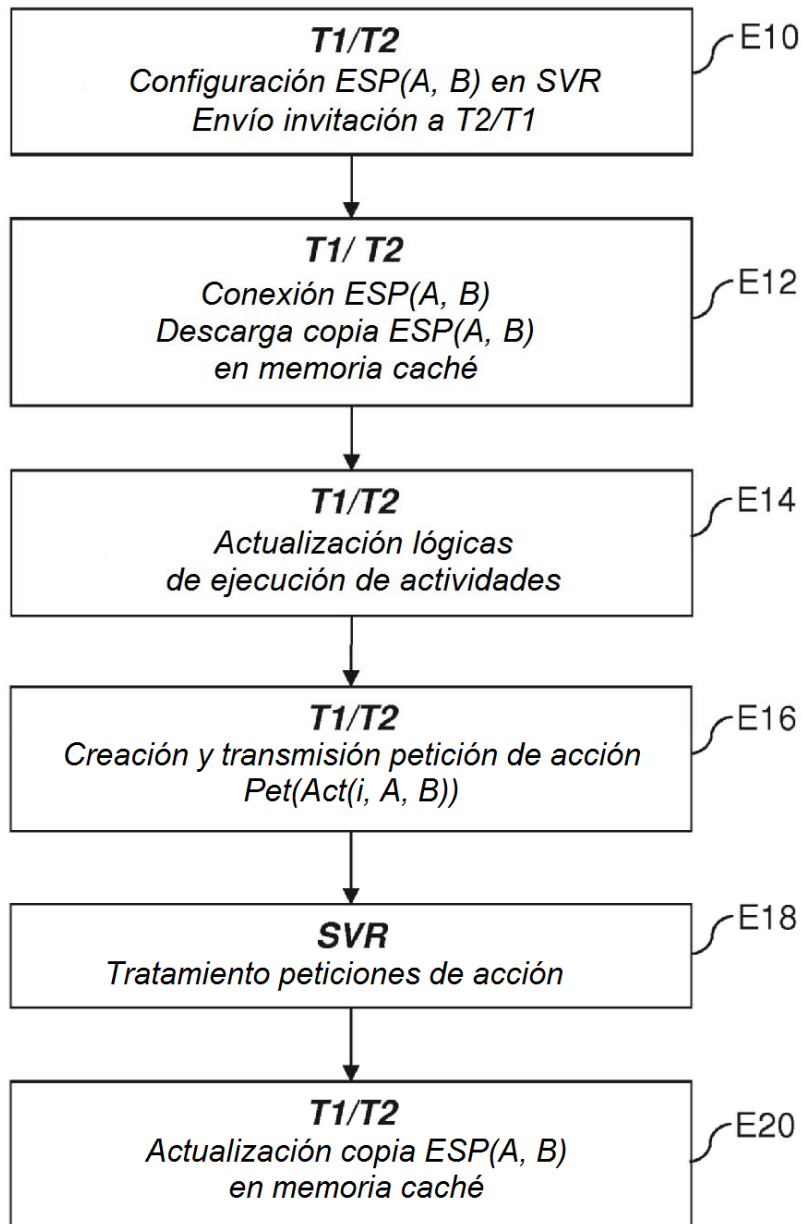 T1/T2
Configuración ESP(A, B) en SVR
Envío invitación a T2/T1
E10
T1/ T2
Conexión ESP(A, B)
Descarga copia ESP(A, B)
en memoria caché
E12
T1/T2
Actualización lógicas
de ejecución de actividades
E14
T1/T2
Creación y transmisión petición de acción
Pet(Act(i, A, B))
E16
SVR
Tratamiento peticiones de acción
E18
T1/T2
Actualización copia ESP(A, B)
en memoria caché
E20